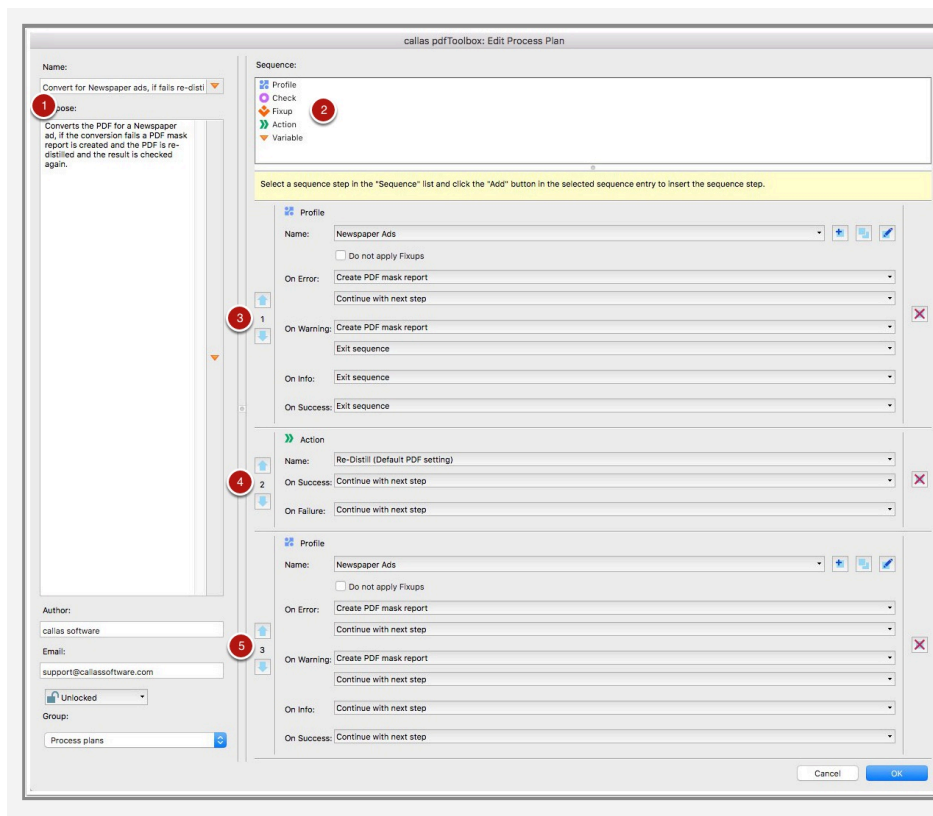 callas pdfToolbox: Edit Process Plan
Name:
Convert for Newspaper ads, if fails re-disti
1
pose:
Converts the PDF for a Newspaper
ad, if the conversion fails a PDF mask
report is created and the PDF is re-
distilled and the result is checked
again.
Author:
callas software
Email:
support@callassoftware.com
Unlocked
Group:
Process plans
Sequence:
Profile
Check
Fixup
2
Action
Variable
Select a sequence step in the "Sequence" list and click the "Add" button in the selected sequence entry to insert the sequence step.
Profile
Name: Newspaper Ads
Do not apply Fixups
On Error: Create PDF mask report
Continue with next step
3 1
On Warning: Create PDF mask report
Exit sequence
On Info: Exit sequence
On Success: Exit sequence
Action
Name: Re-Distill (Default PDF setting)
4 2 On Success: Continue with next step
On Failure: Continue with next step
Profile
Name: Newspaper Ads
Do not apply Fixups
On Error: Create PDF mask report
Continue with next step
5 3
On Warning: Create PDF mask report
Continue with next step
On Info: Continue with next step
On Success: Continue with next step
Cancel OK